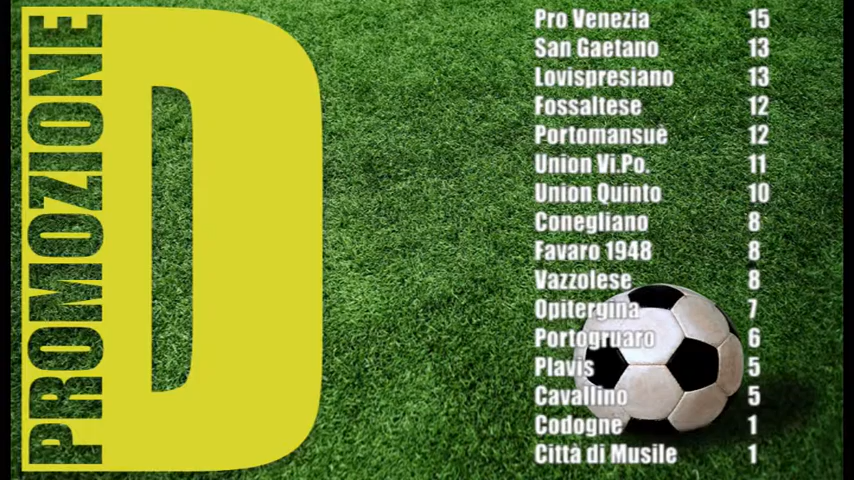 PROMOZIONE
D
Pro Venezia 15
San Gaetano 13
Lovispresiano 13
Fossaltese 12
Portomansuè 12
Union Vi.Po. 11
Union Quinto 10
Conegliano 8
Favaro 1948 8
Vazzolese 8
Opitergina 7
Portogruaro 6
Plavis 5
Cavallino 5
Codogne 1
Città di Musile 1